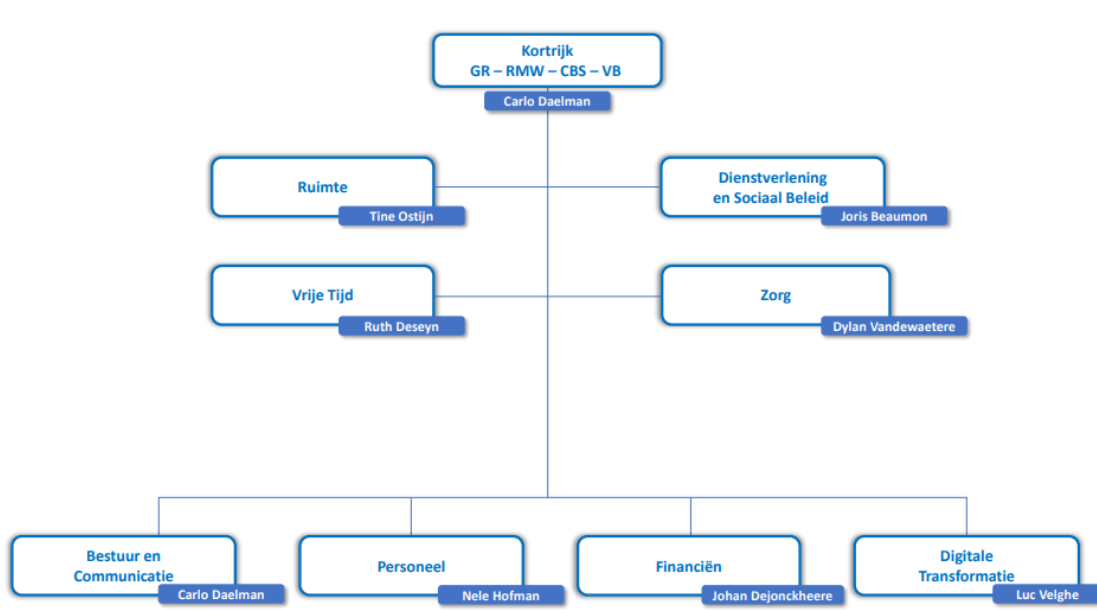 Kortrijk
GR – RMW – CBS – VB
Carlo Daelman
Ruimte
Tine Ostijn
Dienstverlening
en Sociaal Beleid
Joris Beaumon
Vrije Tijd
Ruth Deseyn
Zorg
Dylan Vandewaetere
Bestuur en
Communicatie
Carlo Daelman
Personeel
Nele Hofman
Financiën
Johan Dejonckheere
Digitale
Transformatie
Luc Velghe